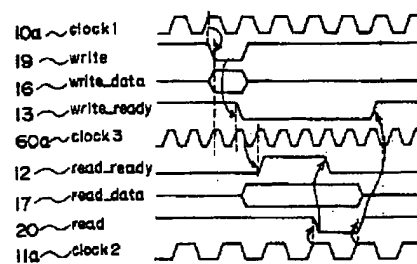 10a~clock1
19~write
16~write_data
13~write_ready
60a~clock3
12~read_ready
17~read_data
20~read
11a~clock2